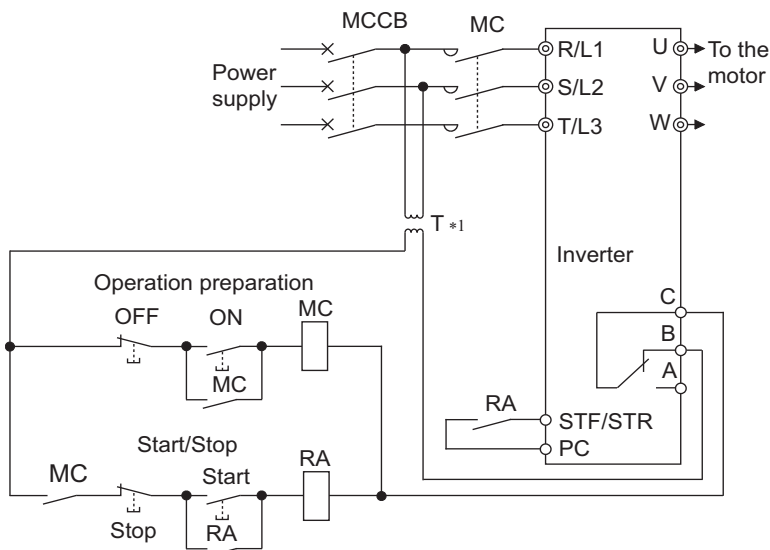 MCCB
MC
Power
supply
R/L1
S/L2
T/L3
U
V
W
To the
motor
T *1
Inverter
Operation preparation
OFF
ON
MC
MC
C
B
A
RA
STF/STR
PC
Start/Stop
MC
Stop
Start
RA
RA